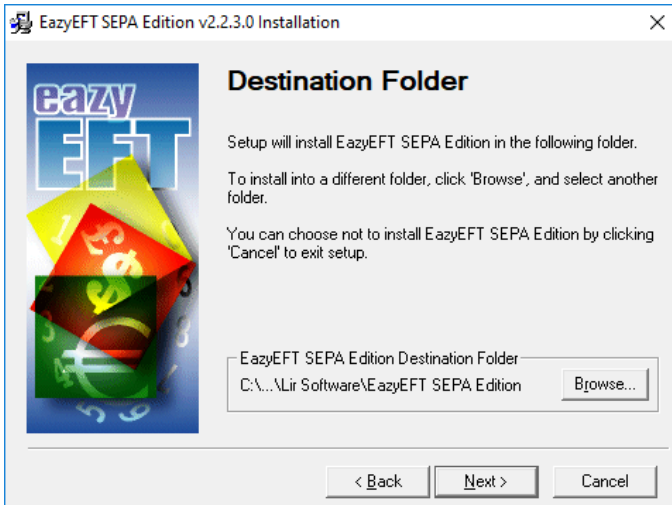 EazyEFT SEPA Edition v2.2.3.0 Installation
eazy
EFT
Destination Folder
Setup will install EazyEFT SEPA Edition in the following folder.
To install into a different folder, click 'Browse', and select another
folder.
You can choose not to install EazyEFT SEPA Edition by clicking
'Cancel' to exit setup.
EazyEFT SEPA Edition Destination Folder
C:\...\Lir Software\EazyEFT SEPA Edition
Browse...
< Back
Next >
Cancel